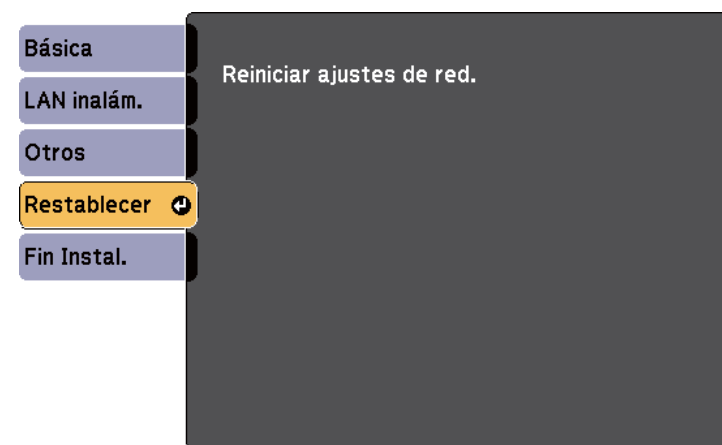 Básica
LAN inalám.
Otros
Restablecer
Fin Instal.
Reiniciar ajustes de red.